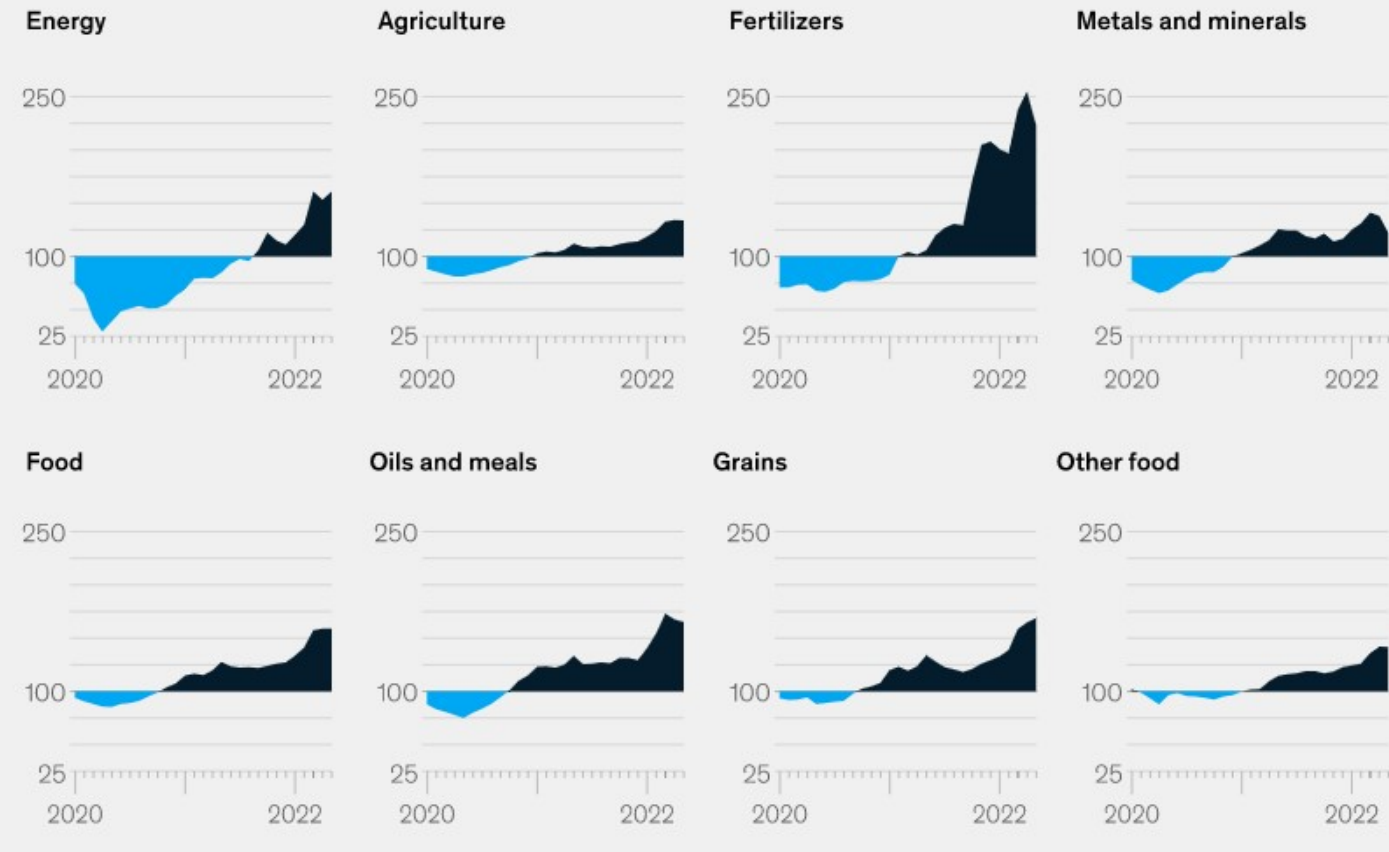 Energy Agriculture Fertilizers Metals and minerals
250 250 250 250
100 100 100 100
25 25 25 25
2020 2022 2020 2022 2020 2022 2020 2022
Food Oils and meals Grains Other food
250 250 250 250
100 100 100 100
25 25 25 25
2020 2022 2020 2022 2020 2022 2020 2022